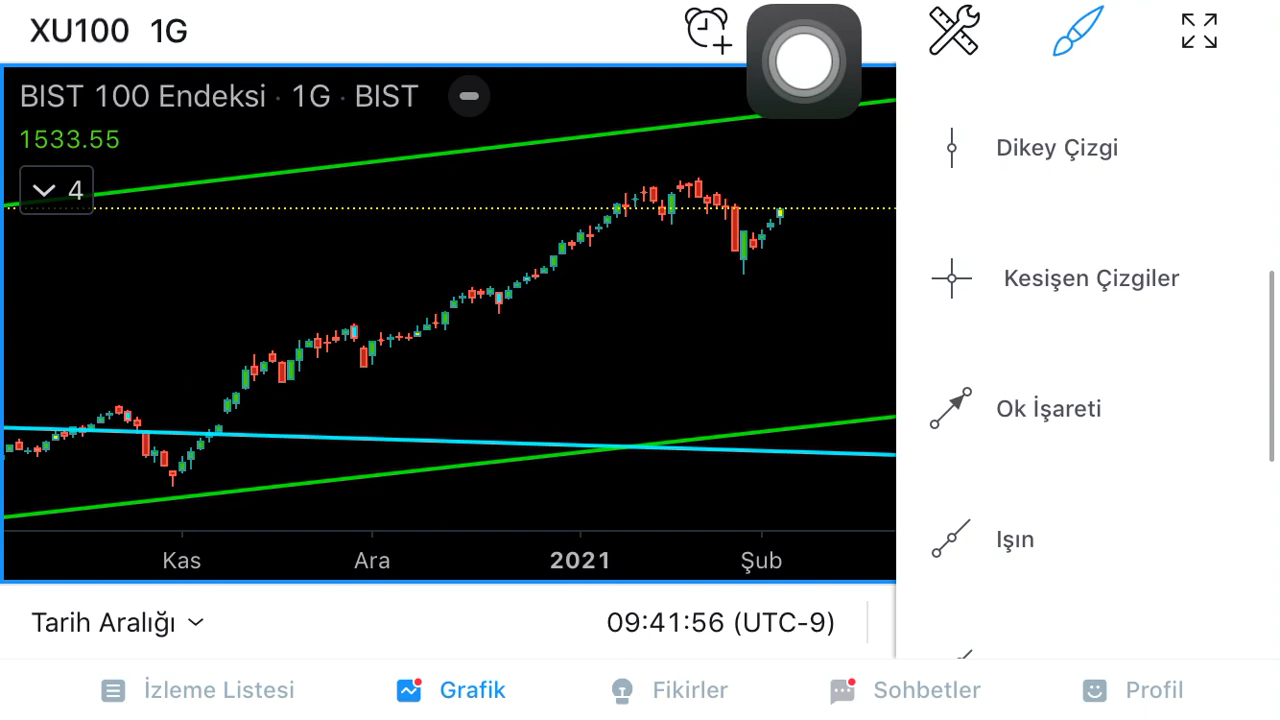 XU100 1G
BIST 100 Endeksi · 1G · BIST
1533.55
4
Kas Ara 2021 Şub
Tarih Aralığı 09:41:56 (UTC-9)
Dikey Çizgi
Kesişen Çizgiler
Ok İşareti
Işın
İzleme Listesi Grafik Fikirler Sohbetler Profil